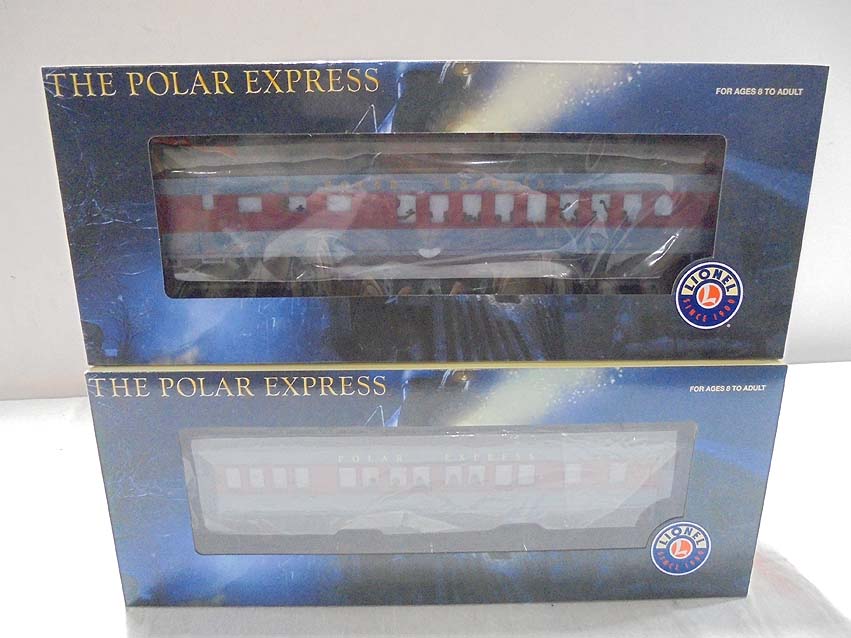 THE POLAR EXPRESS
FOR AGES 8 TO ADULT
LIONEL
L
SINCE 1900
THE POLAR EXPRESS
FOR AGES 8 TO ADULT
POLAR EXPRESS
LIONEL
L
SINCE 1900